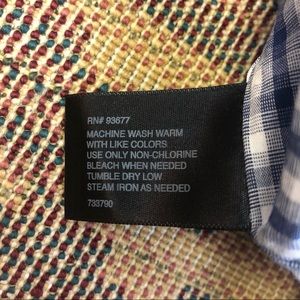 RN# 93677
MACHINE WASH WARM
WITH LIKE COLORS
USE ONLY NON-CHLORINE
BLEACH WHEN NEEDED
TUMBLE DRY LOW
STEAM IRON AS NEEDED
733790